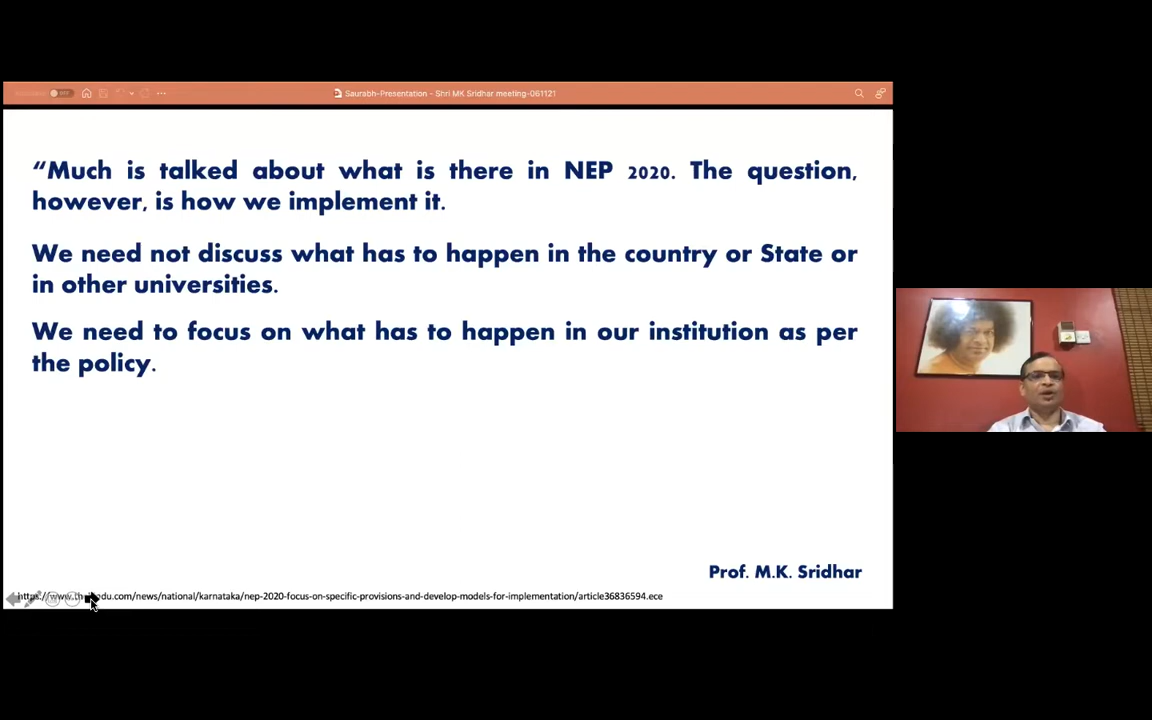 Saurabh-Presentation - Shri MK Sridhar meeting-061121
“Much is talked about what is there in NEP 2020. The question,
however, is how we implement it.
We need not discuss what has to happen in the country or State or
in other universities.
We need to focus on what has to happen in our institution as per
the policy.
Prof. M.K. Sridhar
/news/national/karnataka/nep-2020-focus-on-specific-provisions-and-develop-models-for-implementation/article36836594.ece